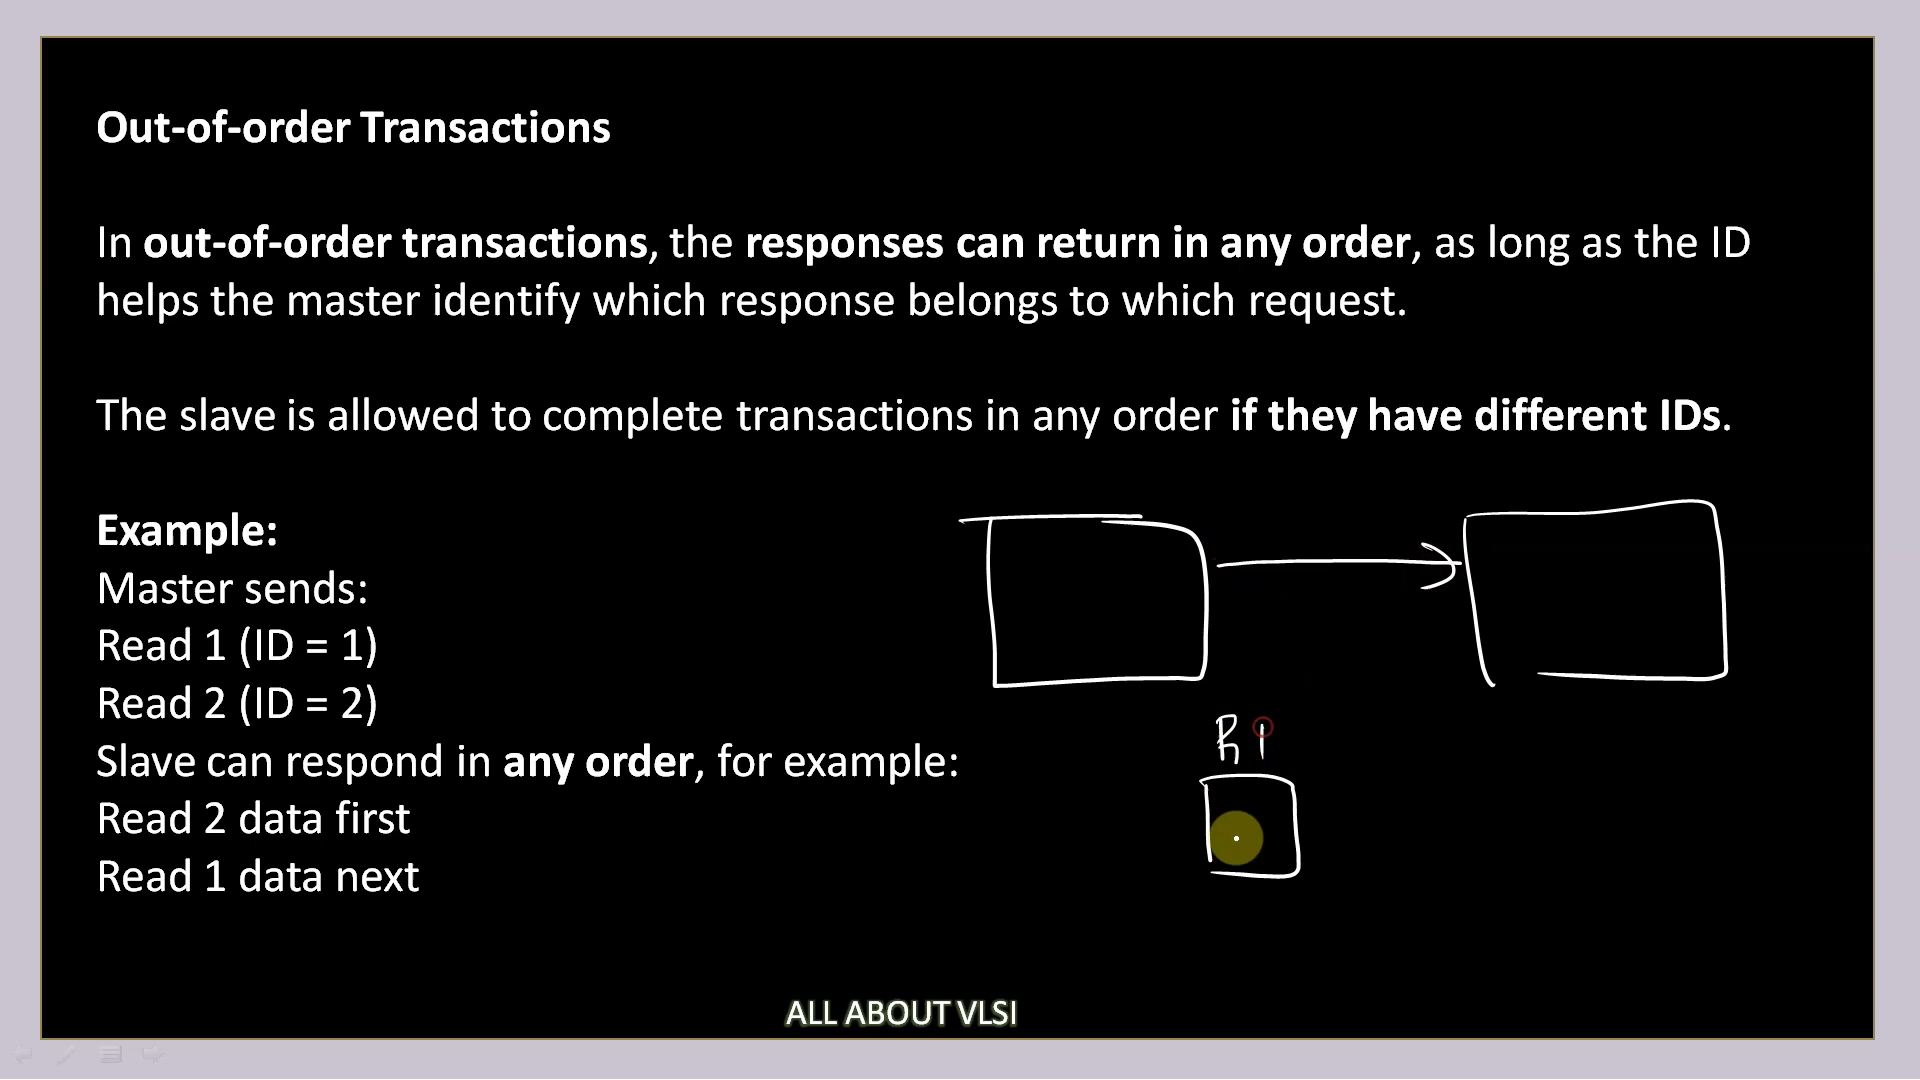 Out-of-order Transactions
In out-of-order transactions, the responses can return in any order, as long as the ID
helps the master identify which response belongs to which request.
The slave is allowed to complete transactions in any order if they have different IDs.
Example:
Master sends:
Read 1 (ID = 1)
Read 2 (ID = 2)
Slave can respond in any order, for example:
Read 2 data first
Read 1 data next
R 1
ALL ABOUT VLSI